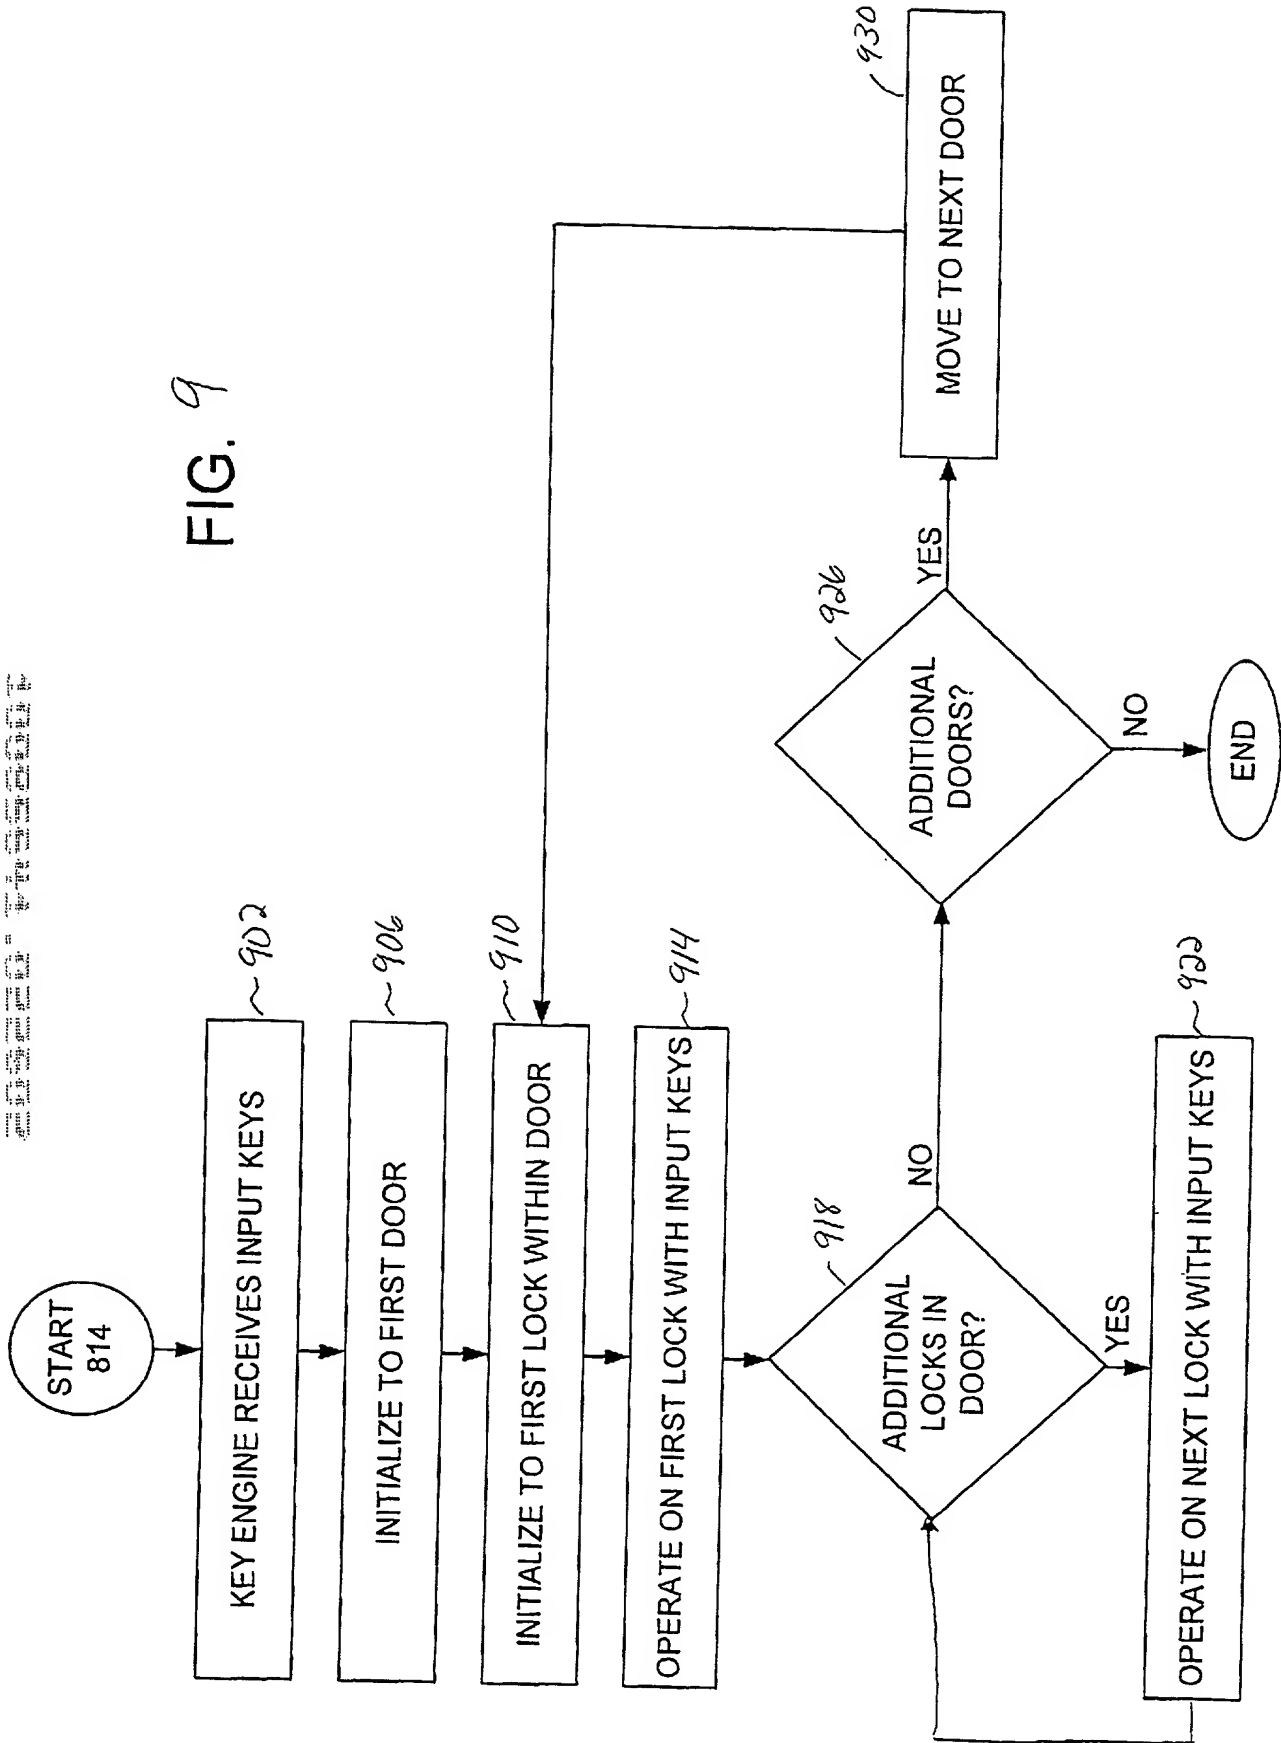 FIG. 9
START
814
KEY ENGINE RECEIVES INPUT KEYS
902
INITIALIZE TO FIRST DOOR
906
INITIALIZE TO FIRST LOCK WITHIN DOOR
910
OPERATE ON FIRST LOCK WITH INPUT KEYS
914
ADDITIONAL
LOCKS IN
DOOR?
918
YES
NO
OPERATE ON NEXT LOCK WITH INPUT KEYS
922
ADDITIONAL
DOORS?
926
YES
NO
MOVE TO NEXT DOOR
930
END